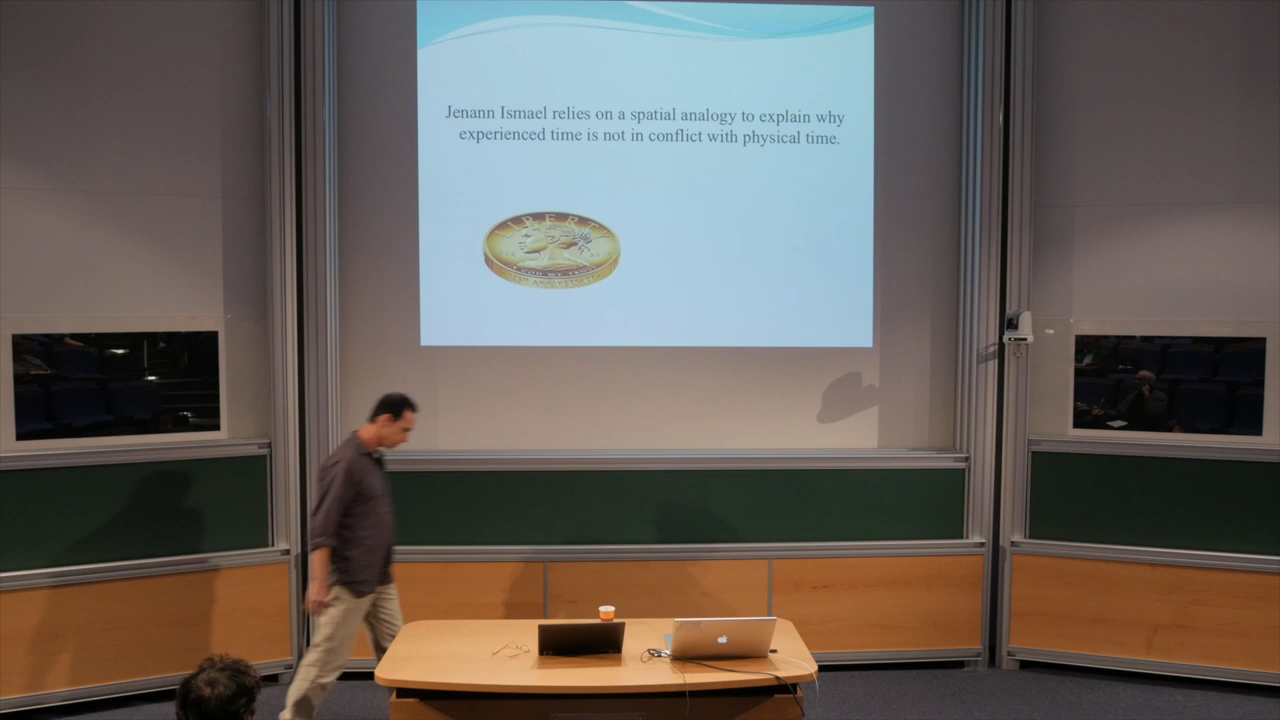 Jenann Ismael relies on a spatial analogy to explain why
experienced time is not in conflict with physical time.
LIBERTY